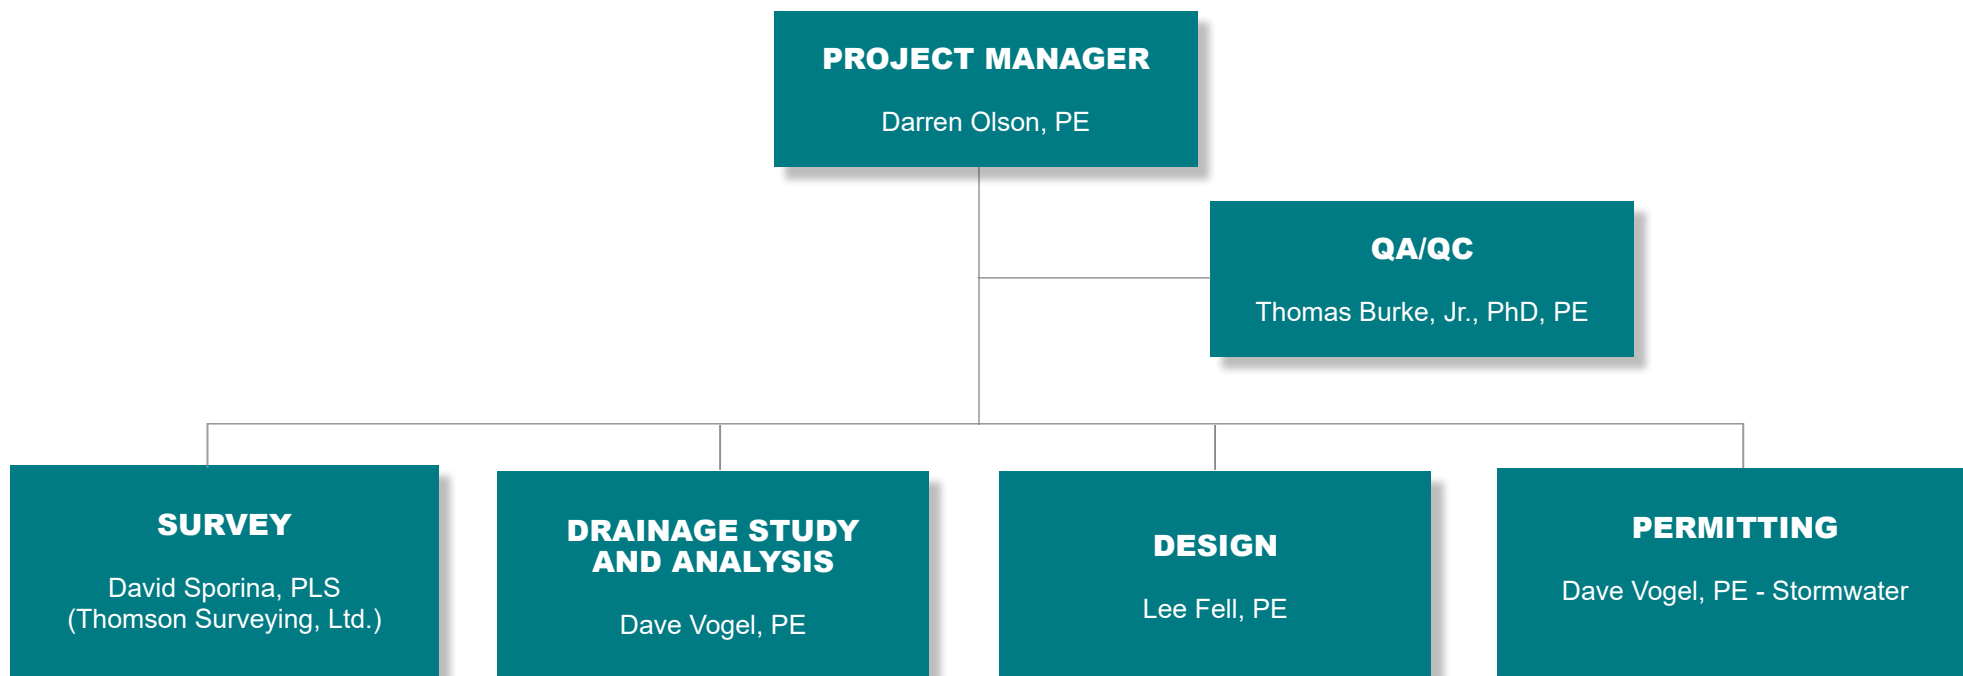 PROJECT MANAGER
Darren Olson, PE
QA/QC
Thomas Burke, Jr., PhD, PE
SURVEY
David Sporina, PLS
(Thomson Surveying, Ltd.)
DRAINAGE STUDY
AND ANALYSIS
Dave Vogel, PE
DESIGN
Lee Fell, PE
PERMITTING
Dave Vogel, PE - Stormwater